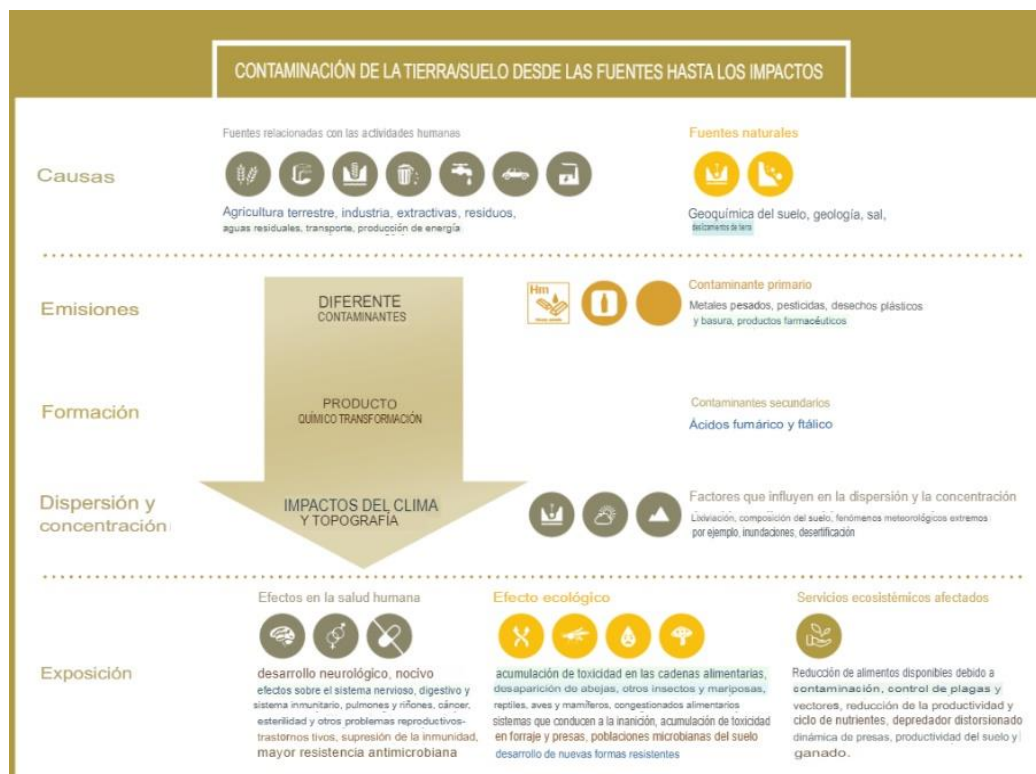 CONTAMINACIÓN DE LA TIERRA/SUELO DESDE LAS FUENTES HASTA LOS IMPACTOS
Causas
Fuentes relacionadas con las actividades humanas
Agricultura terrestre, industria, extractivas, residuos,
aguas residuales, transporte, producción de energía
Fuentes naturales
Geoquímica del suelo, geología, sal,
deslizamientos de tierra
Emisiones
DIFERENTE
CONTAMINANTES
Hm
Contaminante primario
Metales pesados, pesticidas, desechos plásticos
y basura, productos farmacéuticos
Formación
PRODUCTO
QUÍMICO TRANSFORMACIÓN
Contaminantes secundarios
Ácidos fumárico y ftálico
Dispersión y
concentración
IMPACTOS DEL CLIMA
Y TOPOGRAFÍA
Factores que influyen en la dispersión y la concentración
Lixiviación, composición del suelo, fenómenos meteorológicos extremos
por ejemplo, inundaciones, desertificación
Exposición
Efectos en la salud humana
desarrollo neurológico, nocivo
efectos sobre el sistema nervioso, digestivo y
sistema inmunitario, pulmones y riñones, cáncer,
esterilidad y otros problemas reproductivos-
trastornos tivos, supresión de la inmunidad,
mayor resistencia antimicrobiana
Efecto ecológico
acumulación de toxicidad en las cadenas alimentarias,
desaparición de abejas, otros insectos y mariposas,
reptiles, aves y mamíferos, congestionados alimentarios
sistemas que conducen a la inanición, acumulación de toxicidad
en forraje y presas, poblaciones microbianas del suelo
desarrollo de nuevas formas resistentes
Servicios ecosistémicos afectados
Reducción de alimentos disponibles debido a
contaminación, control de plagas y
vectores, reducción de la productividad y
ciclo de nutrientes, depredador distorsionado
dinámica de presas, productividad del suelo y
ganado.